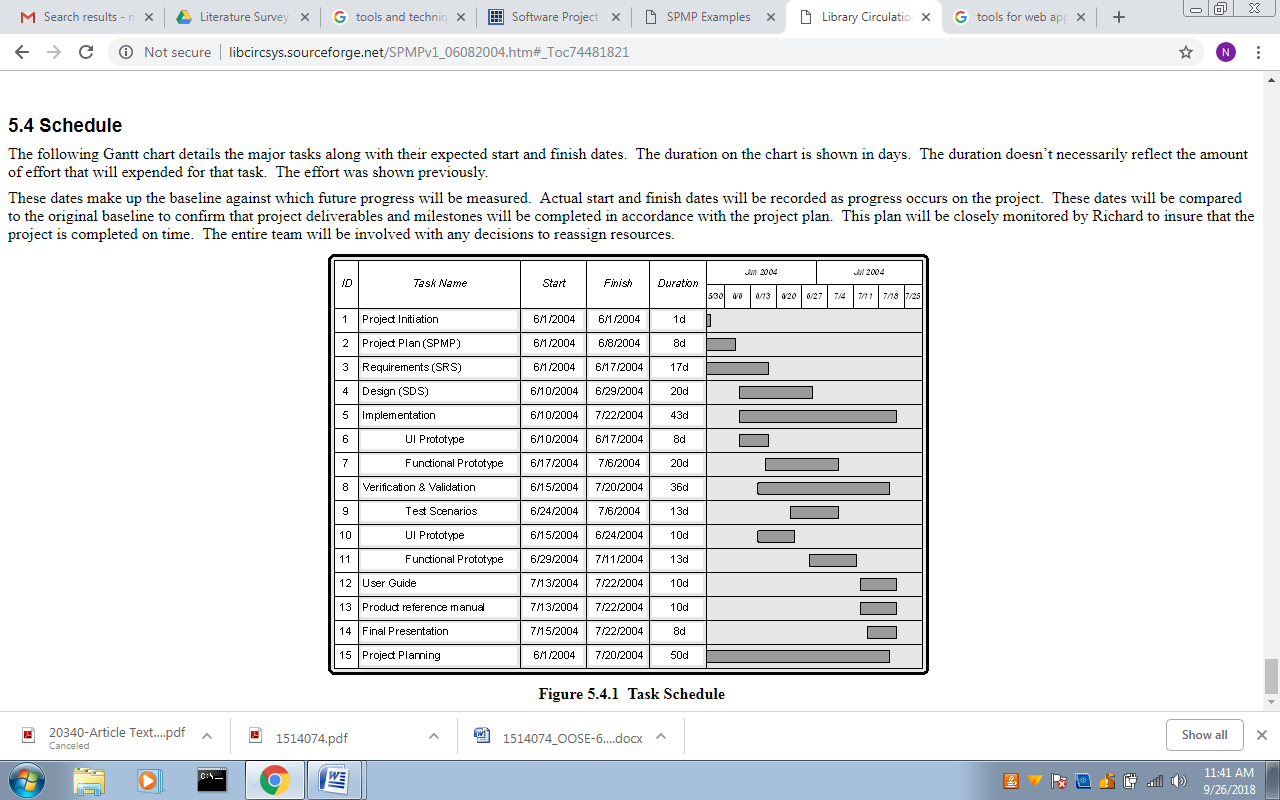 Search results - n
Literature Survey
tools and techniq
Software Project
SPMP Examples
Library Circulatio
tools for web app
Not secure | libcircsys.sourceforge.net/SPMPv1_06082004.htm#_Toc74481821
N
5.4 Schedule
The following Gantt chart details the major tasks along with their expected start and finish dates. The duration on the chart is shown in days. The duration doesn't necessarily reflect the amount
of effort that will expended for that task. The effort was shown previously.
These dates make up the baseline against which future progress will be measured. Actual start and finish dates will be recorded as progress occurs on the project. These dates will be compared
to the original baseline to confirm that project deliverables and milestones will be completed in accordance with the project plan. This plan will be closely monitored by Richard to insure that the
project is completed on time. The entire team will be involved with any decisions to reassign resources.
ID Task Name Start Finish Duration Jun 2004 Jul 2004
5/30 6/6 6/13 6/20 6/27 7/4 7/11 7/18 7/25
1 Project Initiation 6/1/2004 6/1/2004 1d
2 Project Plan (SPMP) 6/1/2004 6/8/2004 8d
3 Requirements (SRS) 6/1/2004 6/17/2004 17d
4 Design (SDS) 6/10/2004 6/29/2004 20d
5 Implementation 6/10/2004 7/22/2004 43d
6 UI Prototype 6/10/2004 6/17/2004 8d
7 Functional Prototype 6/17/2004 7/6/2004 20d
8 Verification & Validation 6/15/2004 7/20/2004 36d
9 Test Scenarios 6/24/2004 7/6/2004 13d
10 UI Prototype 6/15/2004 6/24/2004 10d
11 Functional Prototype 6/29/2004 7/11/2004 13d
12 User Guide 7/13/2004 7/22/2004 10d
13 Product reference manual 7/13/2004 7/22/2004 10d
14 Final Presentation 7/15/2004 7/22/2004 8d
15 Project Planning 6/1/2004 7/20/2004 50d
Figure 5.4.1 Task Schedule
20340-Article Text....pdf
Canceled
1514074.pdf
1514074_OOSE-6....docx
Show all
11:41 AM
9/26/2018